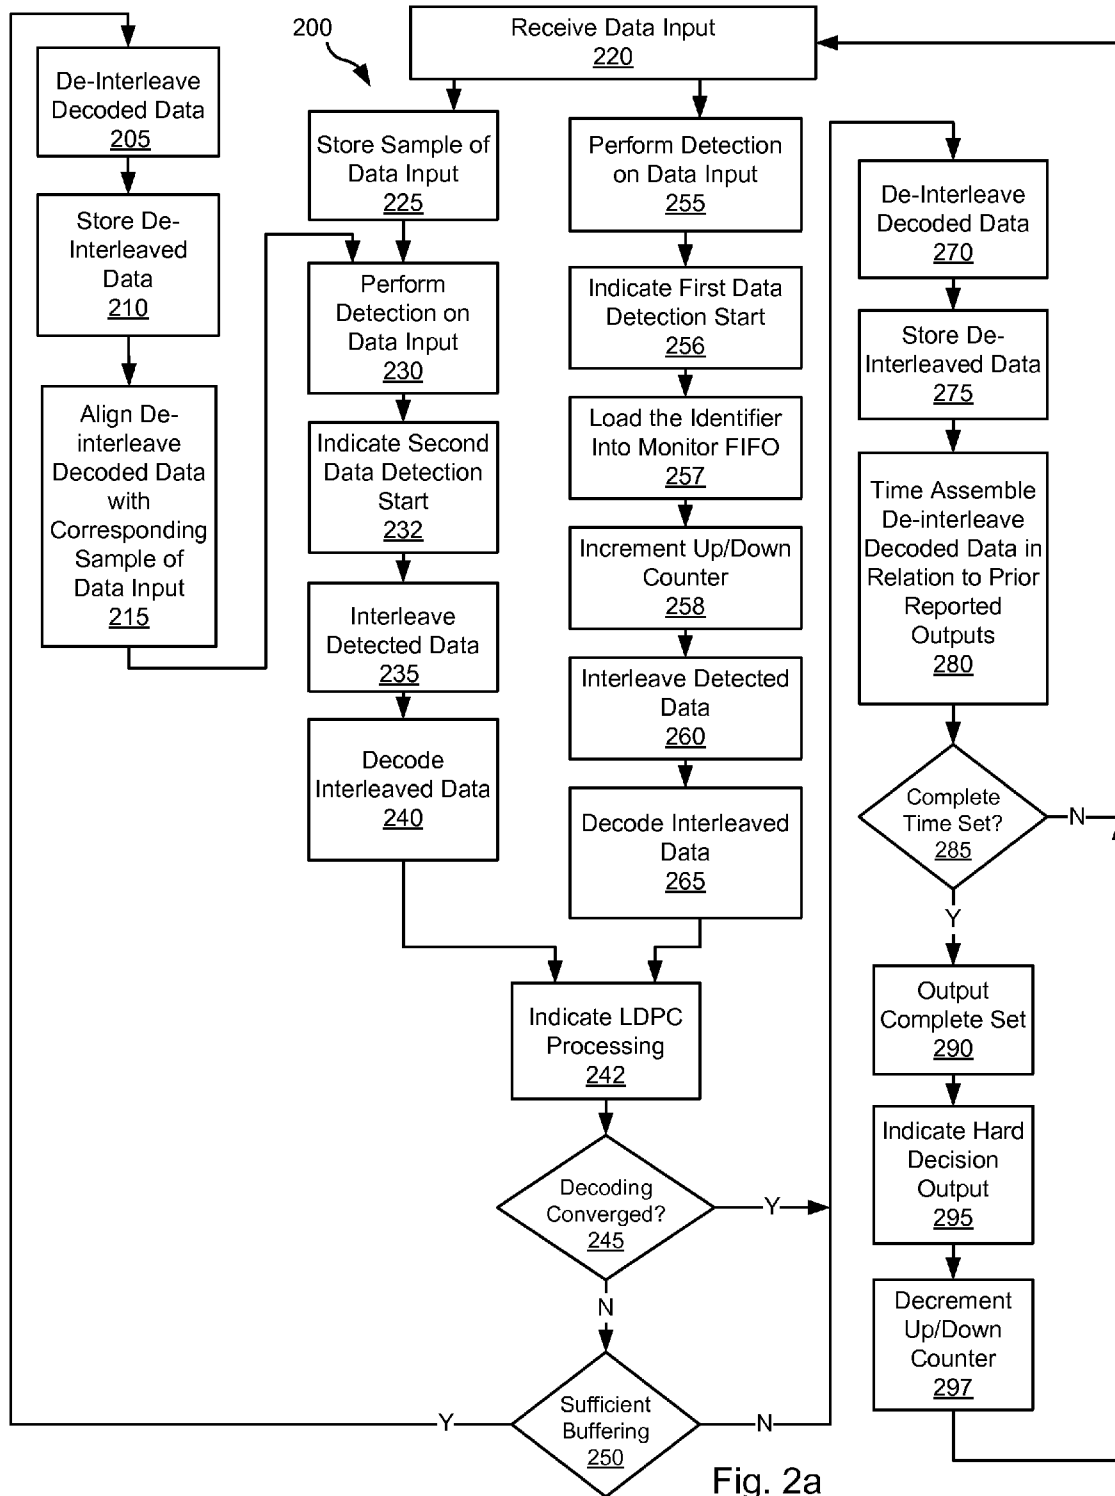 200
Receive Data Input
220
De-Interleave
Decoded Data
205
Store De-
Interleaved
Data
210
Align De-
interleave
Decoded Data
with
Corresponding
Sample of
Data Input
215
Store Sample of
Data Input
225
Perform
Detection on
Data Input
230
Indicate Second
Data Detection
Start
232
Interleave
Detected Data
235
Decode
Interleaved Data
240
Perform Detection
on Data Input
255
Indicate First Data
Detection Start
256
Load the Identifier
Into Monitor FIFO
257
Increment Up/Down
Counter
258
Interleave Detected
Data
260
Decode Interleaved
Data
265
Indicate LDPC
Processing
242
Decoding
Converged?
245
Y
N
Sufficient
Buffering
250
Y
N
De-Interleave
Decoded Data
270
Store De-
Interleaved Data
275
Time Assemble
De-interleave
Decoded Data in
Relation to Prior
Reported
Outputs
280
Complete
Time Set?
285
N
Y
Output
Complete Set
290
Indicate Hard
Decision
Output
295
Decrement
Up/Down
Counter
297
Fig. 2a